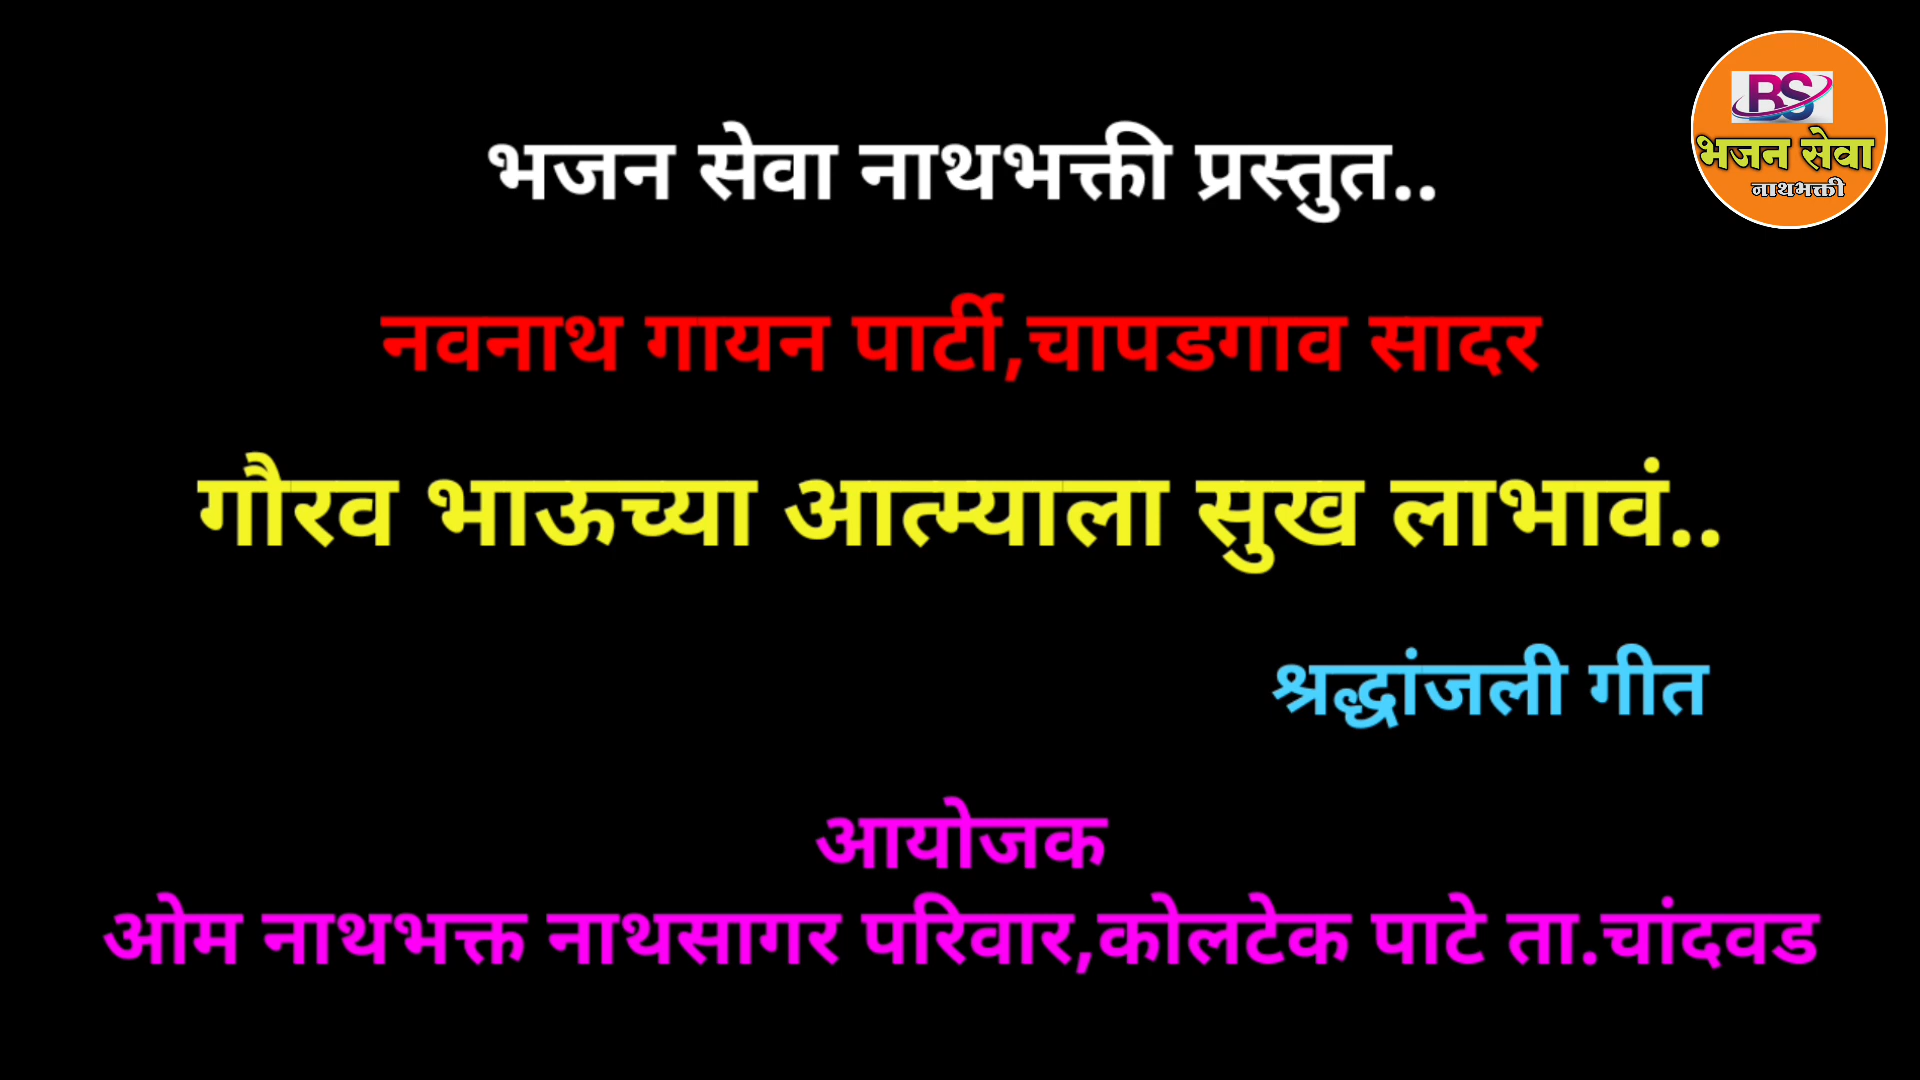 BS
भजन सेवा
नाथभक्ती
भजन सेवा नाथभक्ती प्रस्तुत..
नवनाथ गायन पार्टी,चापडगाव सादर
गौरव भाऊच्या आत्म्याला सुख लाभावं..
श्रद्धांजली गीत
आयोजक
ओम नाथभक्त नाथसागर परिवार,कोलटेक पाटे ता.चांदवड